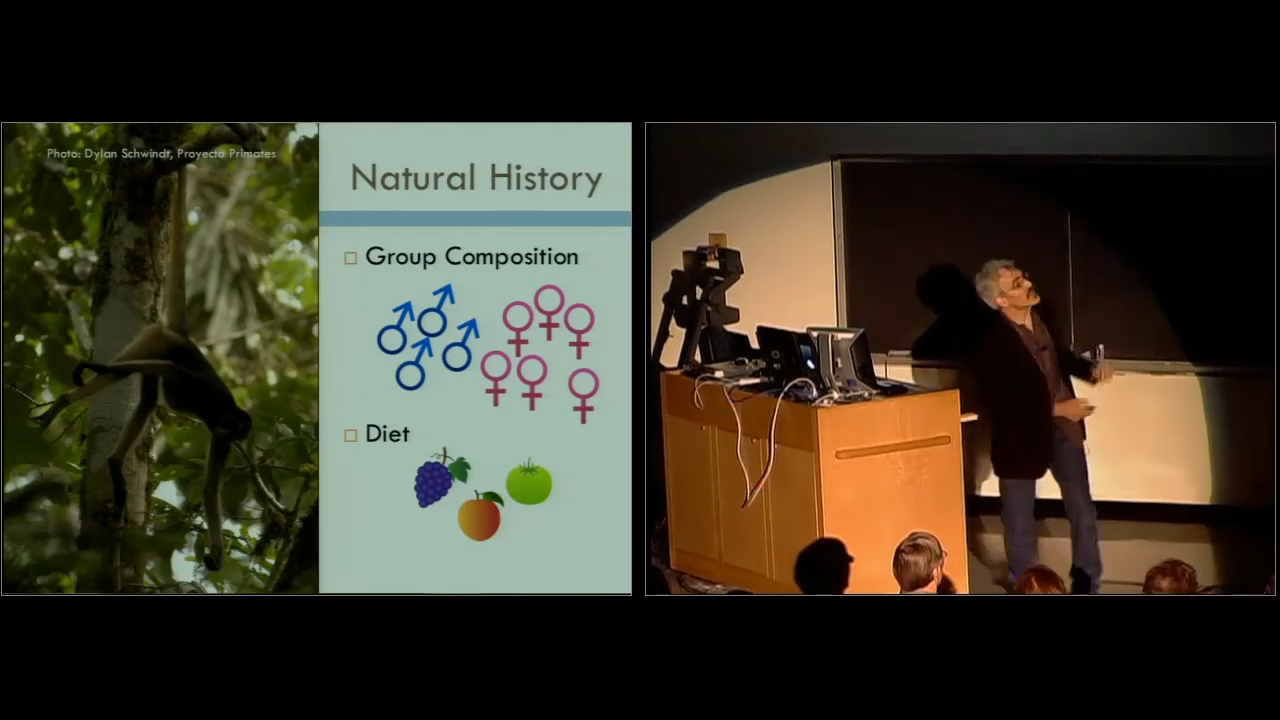 Photo: Dylan Schwindt, Proyecto Primates
Natural History
Group Composition
Diet